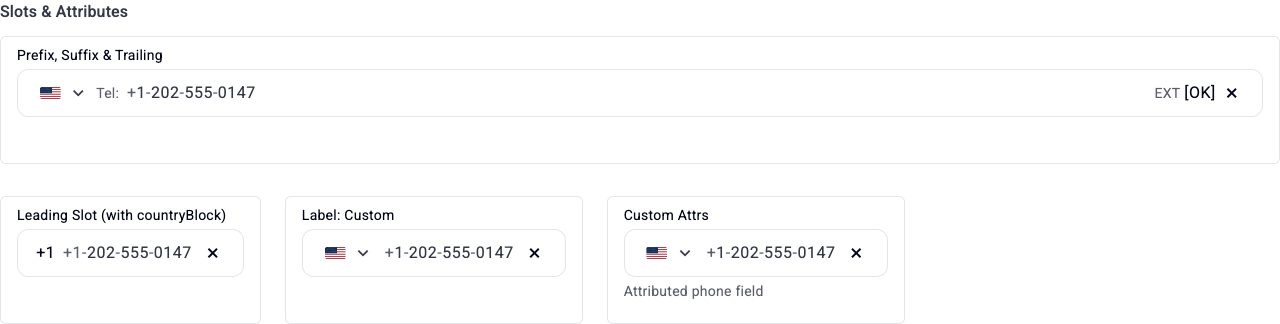 Slots & Attributes
Prefix, Suffix & Trailing
Tel: +1-202-555-0147 EXT [OK] ×
Leading Slot (with countryBlock) Label: Custom Custom Attrs
+1 +1-202-555-0147 × +1-202-555-0147 × +1-202-555-0147 ×
Attributed phone field